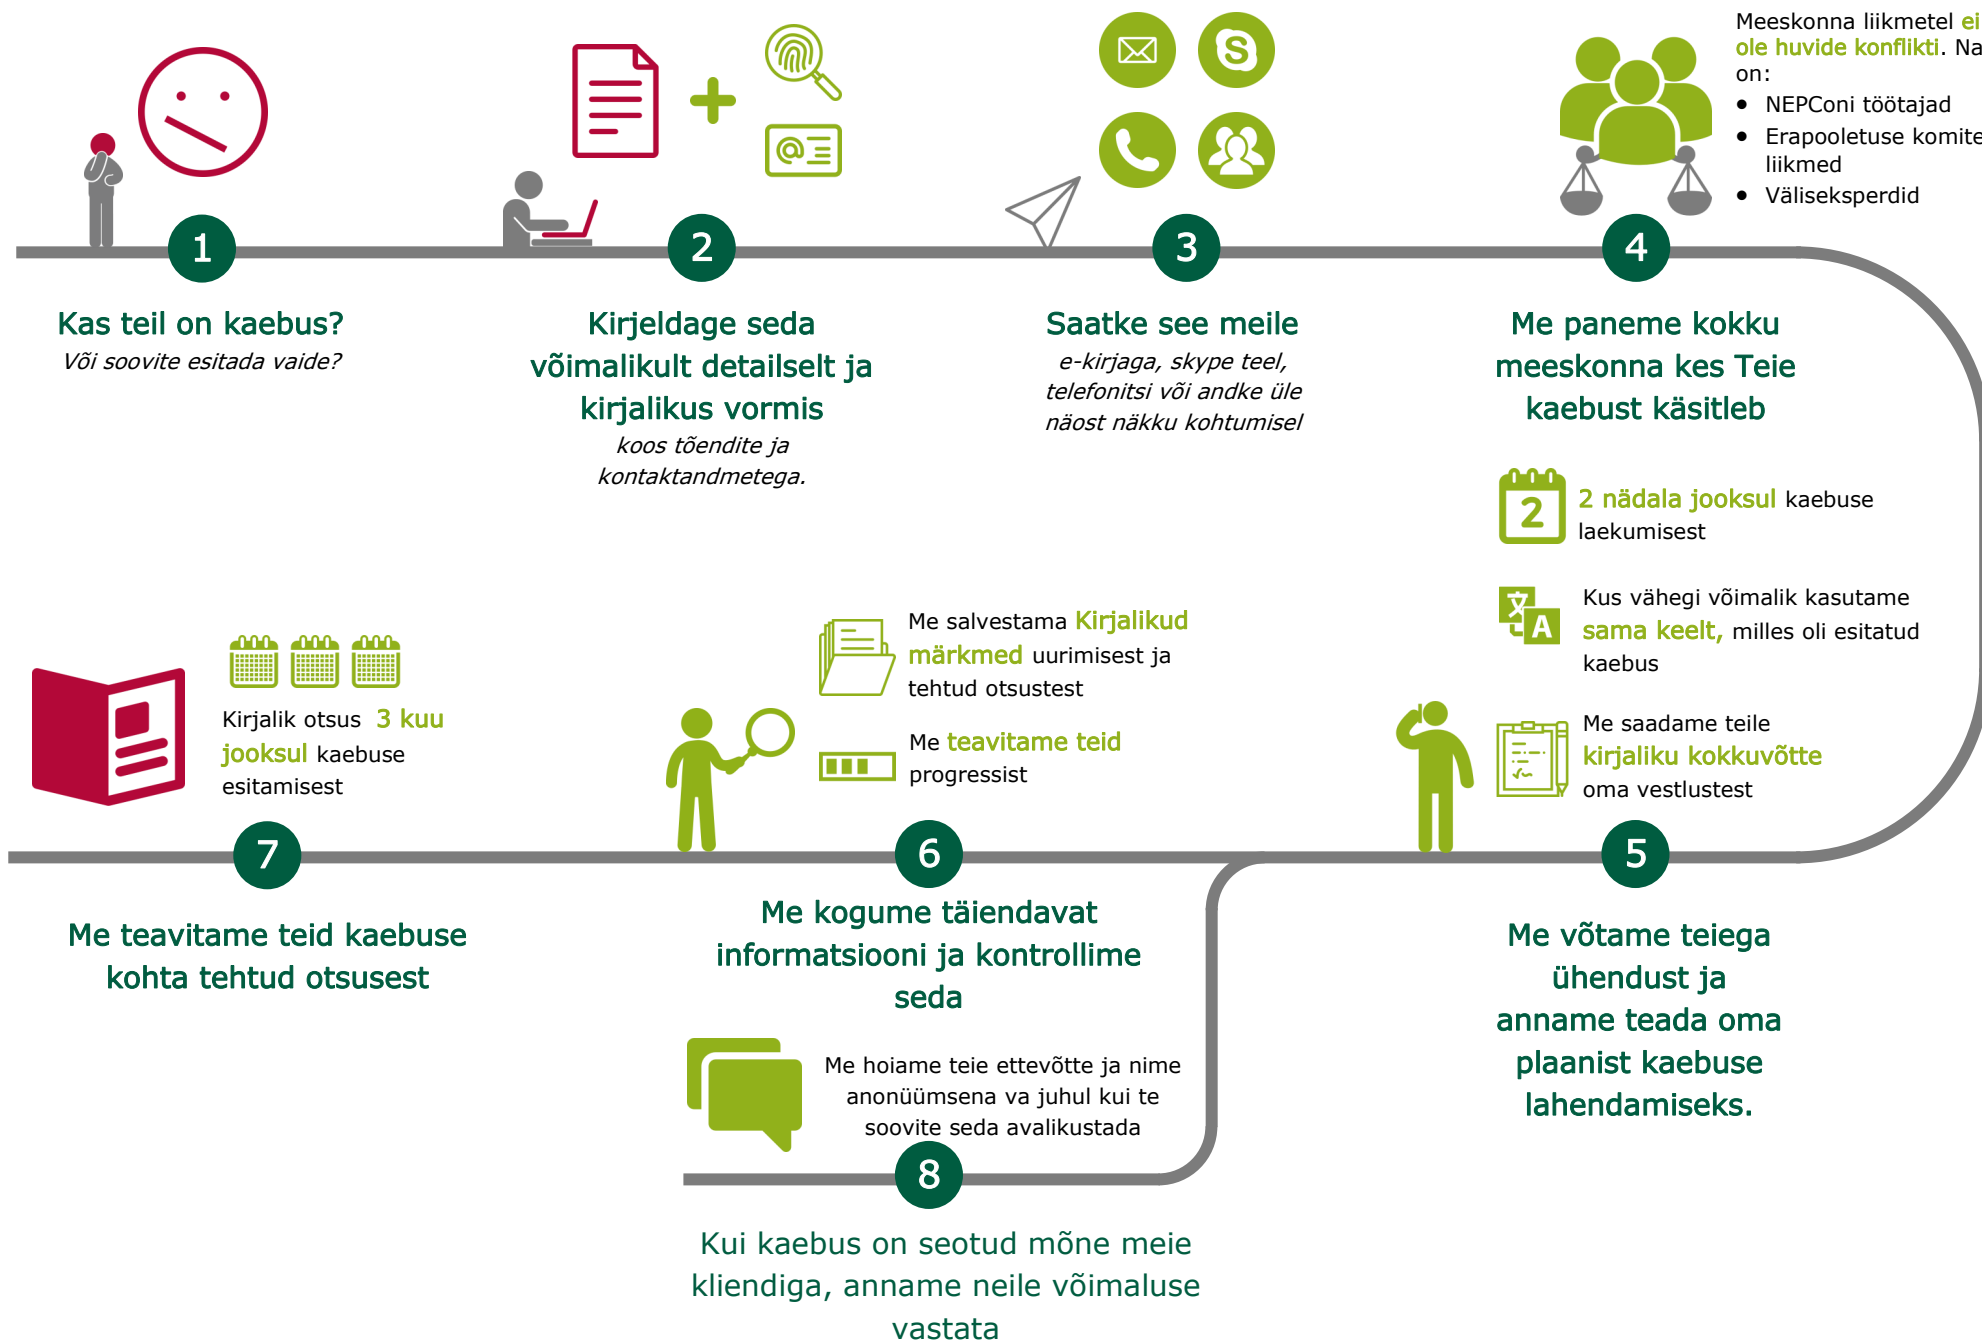 Meeskonna liikmetel ei
ole huvide konflikti. Na
on:
• NEPConi töötajad
• Erapooletuse komite
liikmed
• Väliseksperdid
1
2
3
4
Kas teil on kaebus?
Või soovite esitada vaide?
Kirjeldage seda
võimalikult detailselt ja
kirjalikus vormis
koos tõendite ja
kontaktandmetega.
Saatke see meile
e-kirjaga, skype teel,
telefonitsi või andke üle
näost näkku kohtumisel
Me paneme kokku
meeskonna kes Teie
kaebust käsitleb
2
2 nädala jooksul kaebuse
laekumisest
文
A
Kus vähegi võimalik kasutame
sama keelt, milles oli esitatud
kaebus
Me saadame teile
kirjaliku kokkuvõtte
oma vestlustest
5
Me võtame teiega
ühendust ja
anname teada oma
plaanist kaebuse
lahendamiseks.
Me salvestama Kirjalikud
märkmed uurimisest ja
tehtud otsustest
Me teavitame teid
progressist
6
Me kogume täiendavat
informatsiooni ja kontrollime
seda
Kirjalik otsus 3 kuu
jooksul kaebuse
esitamisest
7
Me teavitame teid kaebuse
kohta tehtud otsusest
Me hoiame teie ettevõtte ja nime
anonüümsena va juhul kui te
soovite seda avalikustada
8
Kui kaebus on seotud mõne meie
kliendiga, anname neile võimaluse
vastata